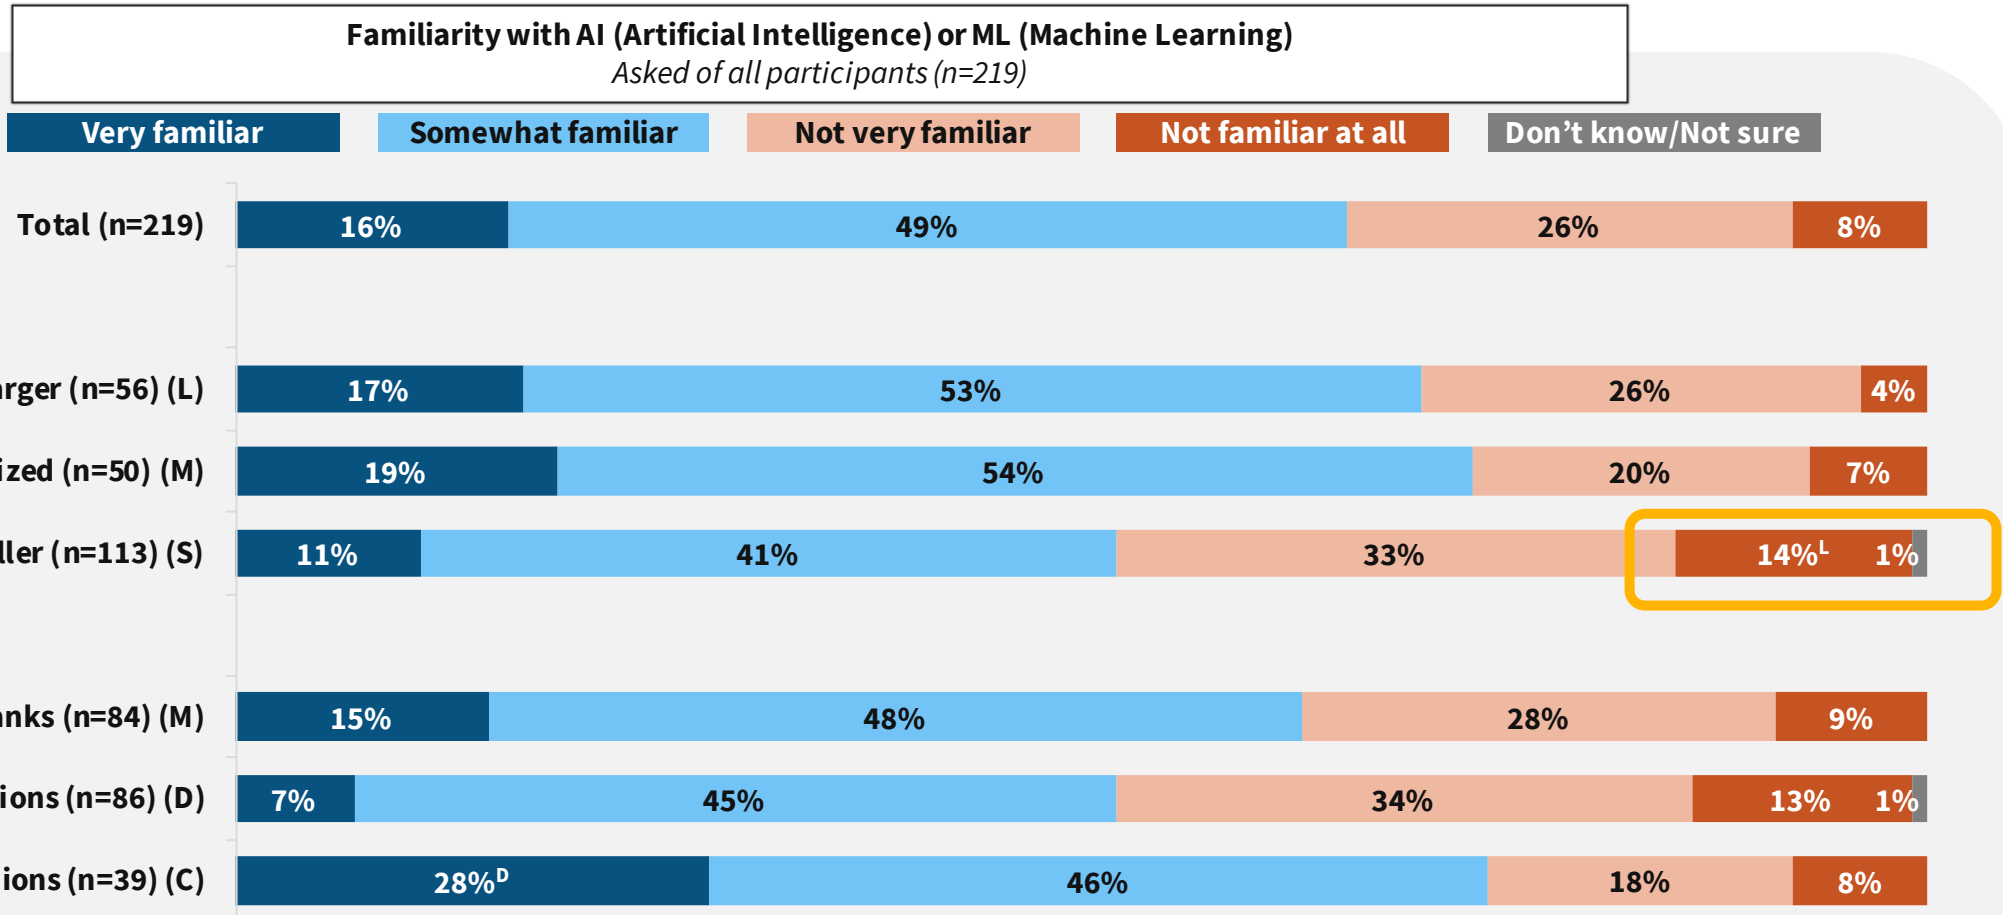 Familiarity with AI (Artificial Intelligence) or ML (Machine Learning)
Asked of all participants (n=219)
Very familiar Somewhat familiar Not very familiar Not familiar at all Don't know/Not sure
Total (n=219) 16% 49% 26% 8%
arger (n=56) (L) 17% 53% 26% 4%
ized (n=50) (M) 19% 54% 20% 7%
ller (n=113) (S) 11% 41% 33% 14%ᴸ 1%
anks (n=84) (M) 15% 48% 28% 9%
ions (n=86) (D) 7% 45% 34% 13% 1%
ions (n=39) (C) 28%ᴰ 46% 18% 8%